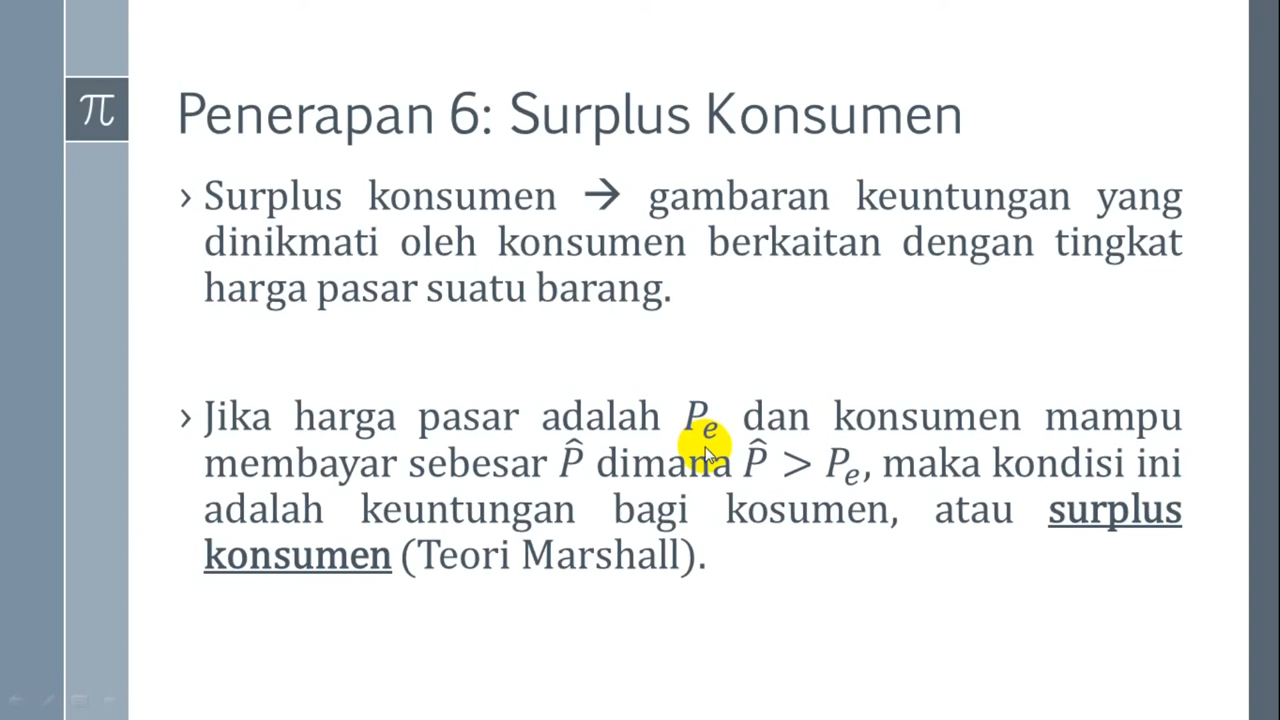 π
Penerapan 6: Surplus Konsumen
› Surplus konsumen → gambaran keuntungan yang
dinikmati oleh konsumen berkaitan dengan tingkat
harga pasar suatu barang.
› Jika harga pasar adalah Pₑ dan konsumen mampu
membayar sebesar P̂ dimana P̂ > Pₑ, maka kondisi ini
adalah keuntungan bagi kosumen, atau surplus
konsumen (Teori Marshall).